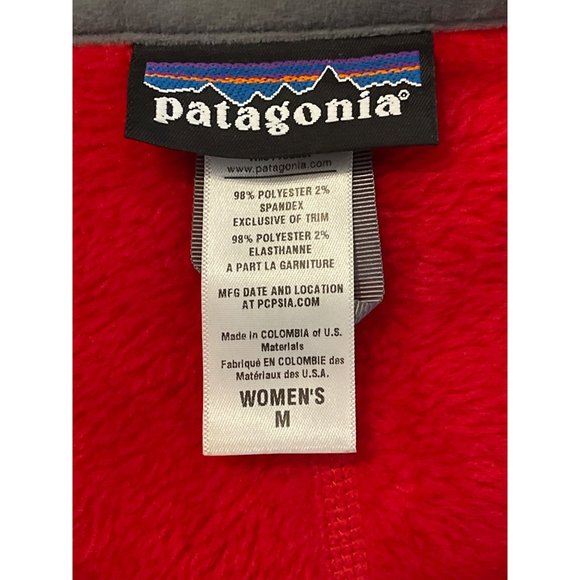 patagonia®
www.patagonia.com
98% POLYESTER 2%
SPANDEX
EXCLUSIVE OF TRIM
98% POLYESTER 2%
ELASTHANNE
A PART LA GARNITURE
MFG DATE AND LOCATION
AT PCPSIA.COM
Made in COLOMBIA of U.S.
Materials
Fabriqué EN COLOMBIE des
Matériaux des U.S.A.
WOMEN'S
M